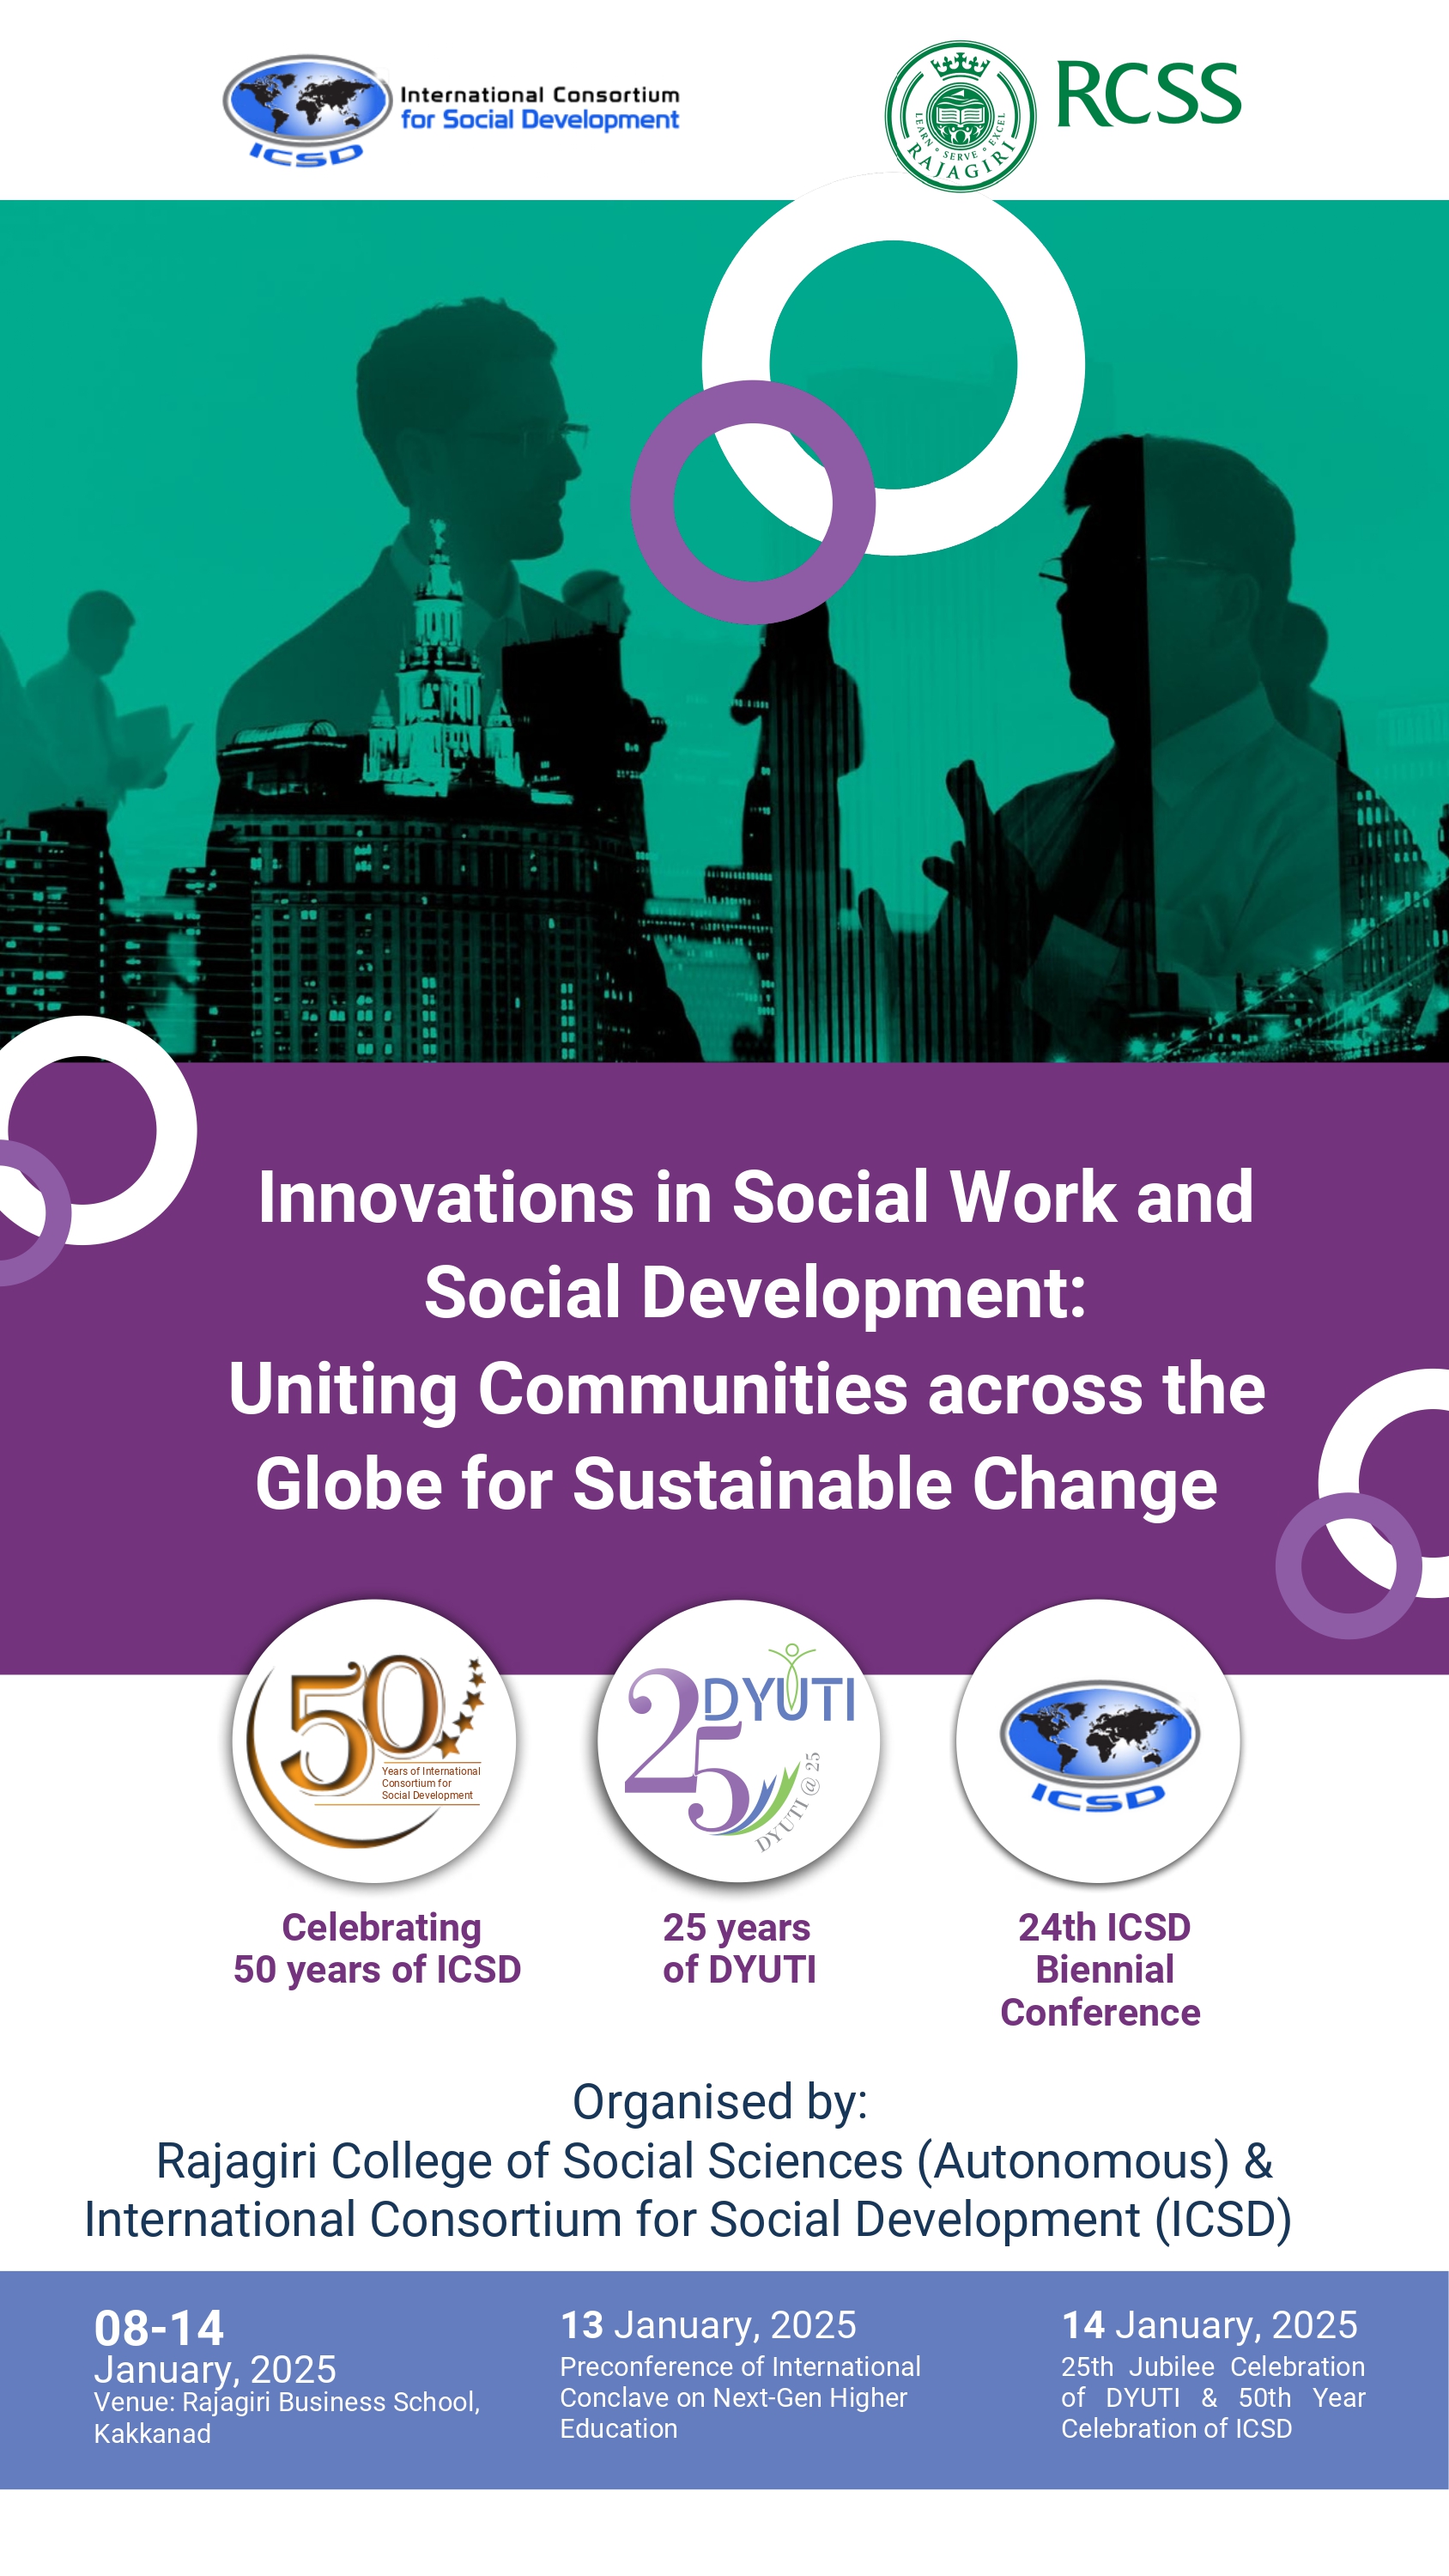 International Consortium
for Social Development
ICSD
RCSS
LEARN • SERVE • EXCEL
RAJAGIRI
Innovations in Social Work and
Social Development:
Uniting Communities across the
Globe for Sustainable Change
50
Years of International
Consortium for
Social Development
25
DYUTI
DYUTI @ 25
ICSD
Celebrating
50 years of ICSD
25 years
of DYUTI
24th ICSD
Biennial
Conference
Organised by:
Rajagiri College of Social Sciences (Autonomous) &
International Consortium for Social Development (ICSD)
08-14
January, 2025
Venue: Rajagiri Business School,
Kakkanad
13 January, 2025
Preconference of International
Conclave on Next-Gen Higher
Education
14 January, 2025
25th Jubilee Celebration
of DYUTI & 50th Year
Celebration of ICSD